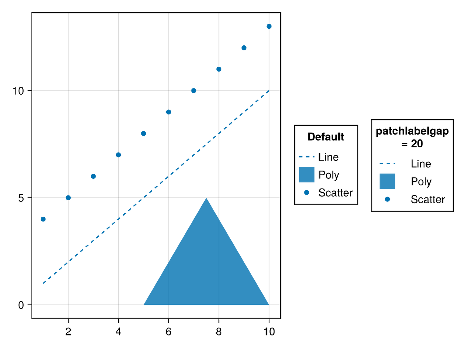 10
5
0
2
4
6
8
10
Default
Line
Poly
Scatter
patchlabelgap
= 20
Line
Poly
Scatter